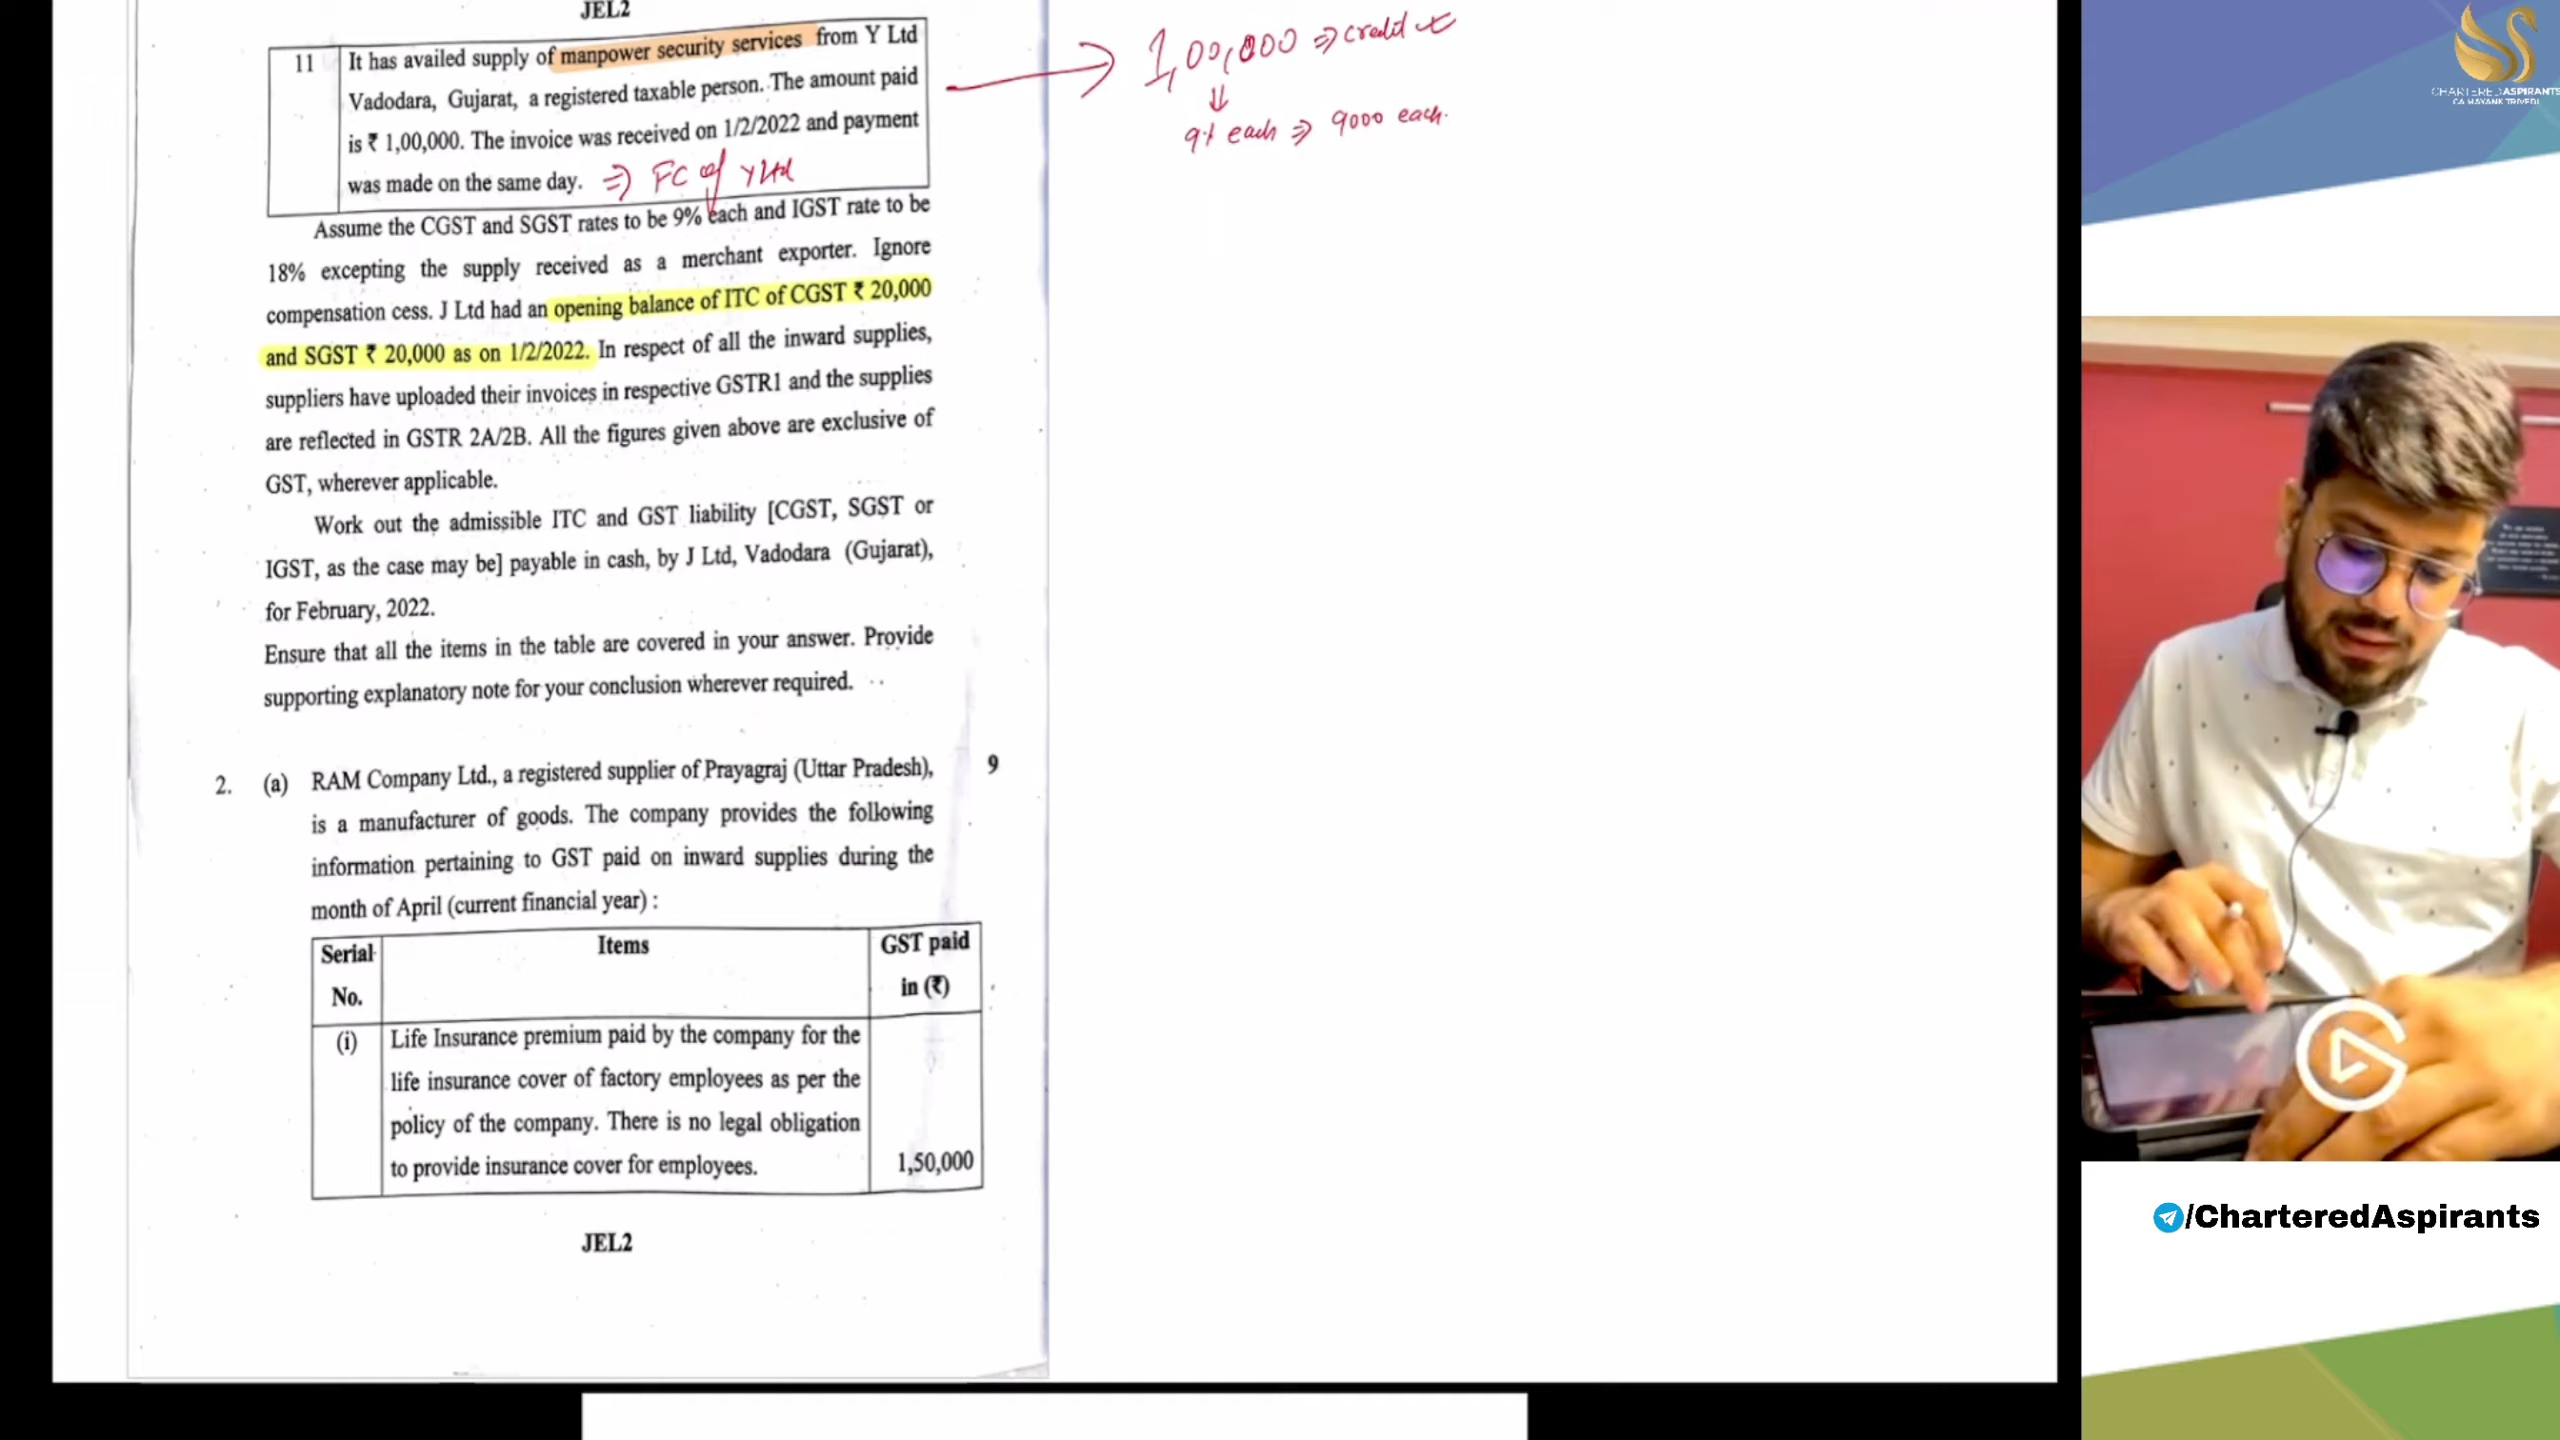 JEL2
11 It has availed supply of manpower security services from Y Ltd
Vadodara, Gujarat, a registered taxable person. The amount paid
is ₹ 1,00,000. The invoice was received on 1/2/2022 and payment
was made on the same day. ⇒ FC of Y Ltd
1,00,000 ⇒ credit
9% each ⇒ 9000 each.
Assume the CGST and SGST rates to be 9% each and IGST rate to be
18% excepting the supply received as a merchant exporter. Ignore
compensation cess. J Ltd had an opening balance of ITC of CGST ₹ 20,000
and SGST ₹ 20,000 as on 1/2/2022. In respect of all the inward supplies,
suppliers have uploaded their invoices in respective GSTR1 and the supplies
are reflected in GSTR 2A/2B. All the figures given above are exclusive of
GST, wherever applicable.
Work out the admissible ITC and GST liability [CGST, SGST or
IGST, as the case may be] payable in cash, by J Ltd, Vadodara (Gujarat),
for February, 2022.
Ensure that all the items in the table are covered in your answer. Provide
supporting explanatory note for your conclusion wherever required.
2. (a) RAM Company Ltd., a registered supplier of Prayagraj (Uttar Pradesh), 9
is a manufacturer of goods. The company provides the following
information pertaining to GST paid on inward supplies during the
month of April (current financial year) :
Serial No. Items GST paid in (₹)
(i) Life Insurance premium paid by the company for the
life insurance cover of factory employees as per the
policy of the company. There is no legal obligation
to provide insurance cover for employees. 1,50,000
JEL2
CHARTERED ASPIRANTS
CA MAYANK TRIVEDI
/CharteredAspirants